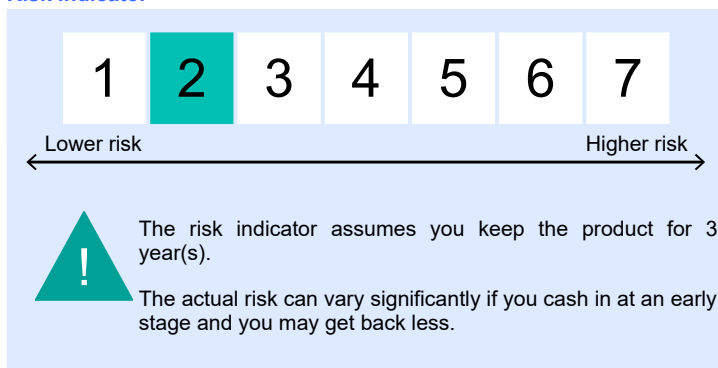 Risk Indicator
1 2 3 4 5 6 7
Lower risk Higher risk
!
The risk indicator assumes you keep the product for 3
year(s).
The actual risk can vary significantly if you cash in at an early
stage and you may get back less.